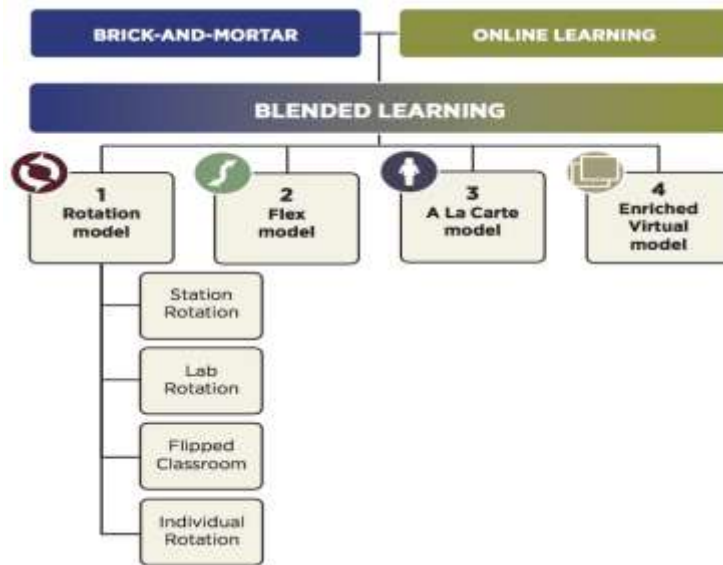 BRICK-AND-MORTAR
ONLINE LEARNING
BLENDED LEARNING
1
Rotation
model
2
Flex
model
3
A La Carte
model
4
Enriched
Virtual model
Station
Rotation
Lab
Rotation
Flipped
Classroom
Individual
Rotation